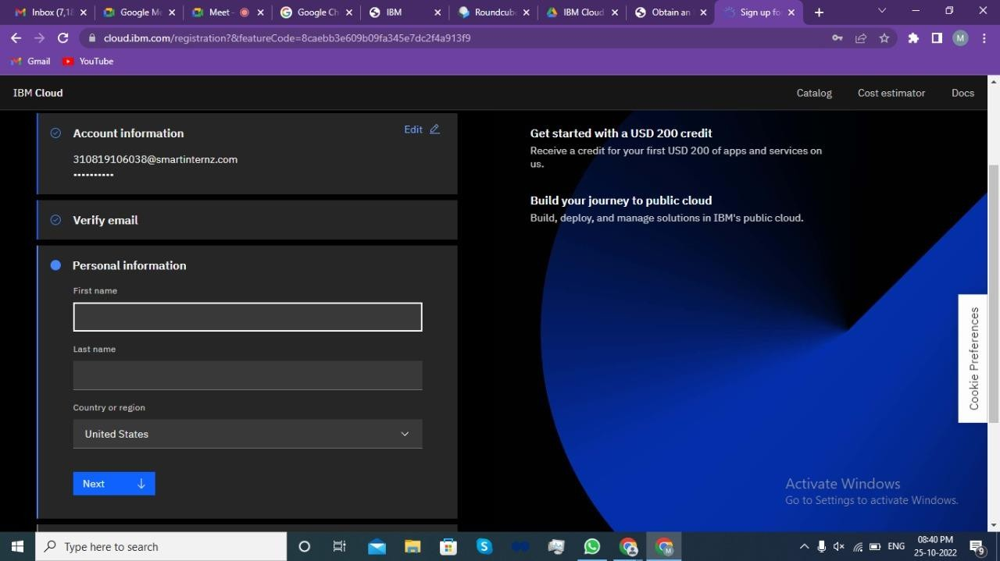 Inbox (7,18
Google Me
Meet -
Google Ch
IBM
Roundcube
IBM Cloud
Obtain an
Sign up fo
cloud.ibm.com/registration?&featureCode=8caebb3e609b09fa345e7dc2f4a913f9
M
Gmail
YouTube
IBM Cloud
Catalog
Cost estimator
Docs
Account information
Edit
310819106038@smartinternz.com
••••••••••
Verify email
Personal information
First name
Last name
Country or region
United States
Next
Get started with a USD 200 credit
Receive a credit for your first USD 200 of apps and services on
us.
Build your journey to public cloud
Build, deploy, and manage solutions in IBM's public cloud.
Cookie Preferences
Activate Windows
Go to Settings to activate Windows.
Type here to search
ENG
08:40 PM
25-10-2022
9